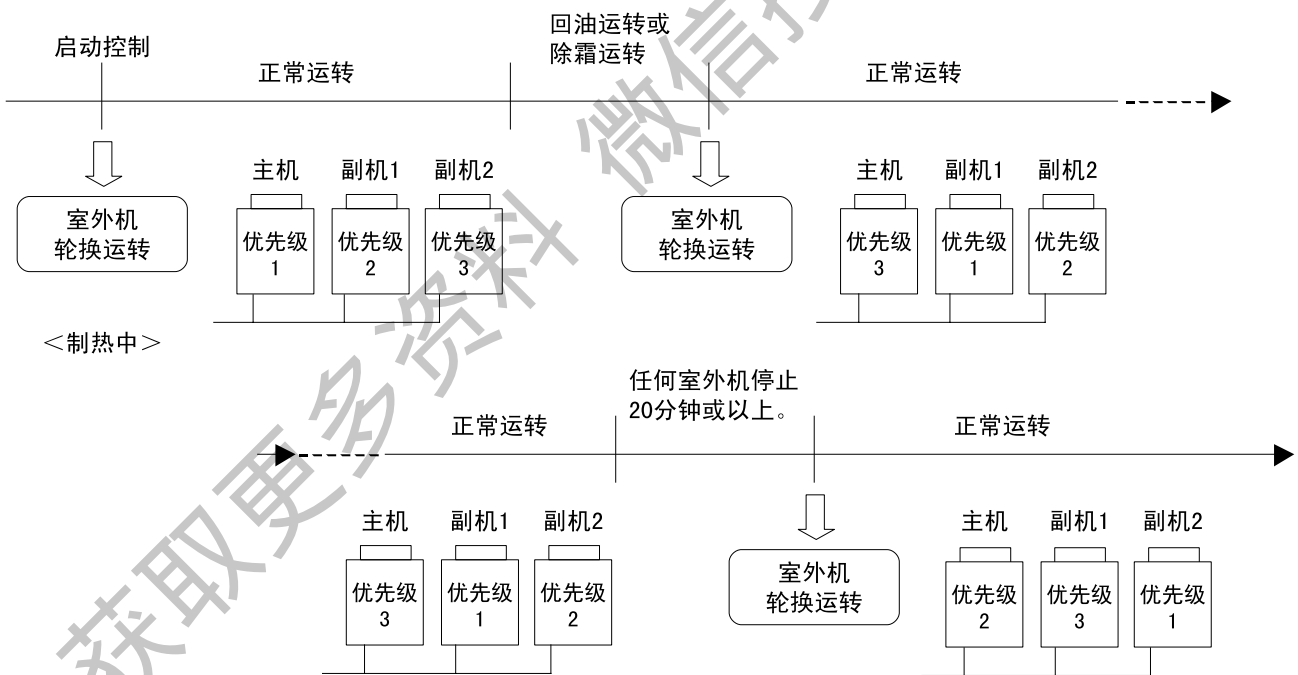 启动控制
正常运转
回油运转或
除霜运转
正常运转
室外机
轮换运转
主机 副机1 副机2
优先级
1
优先级
2
优先级
3
室外机
轮换运转
主机 副机1 副机2
优先级
3
优先级
1
优先级
2
＜制热中＞
正常运转
任何室外机停止
20分钟或以上。
正常运转
主机 副机1 副机2
优先级
3
优先级
1
优先级
2
室外机
轮换运转
主机 副机1 副机2
优先级
2
优先级
3
优先级
1
获取更多资料 微信